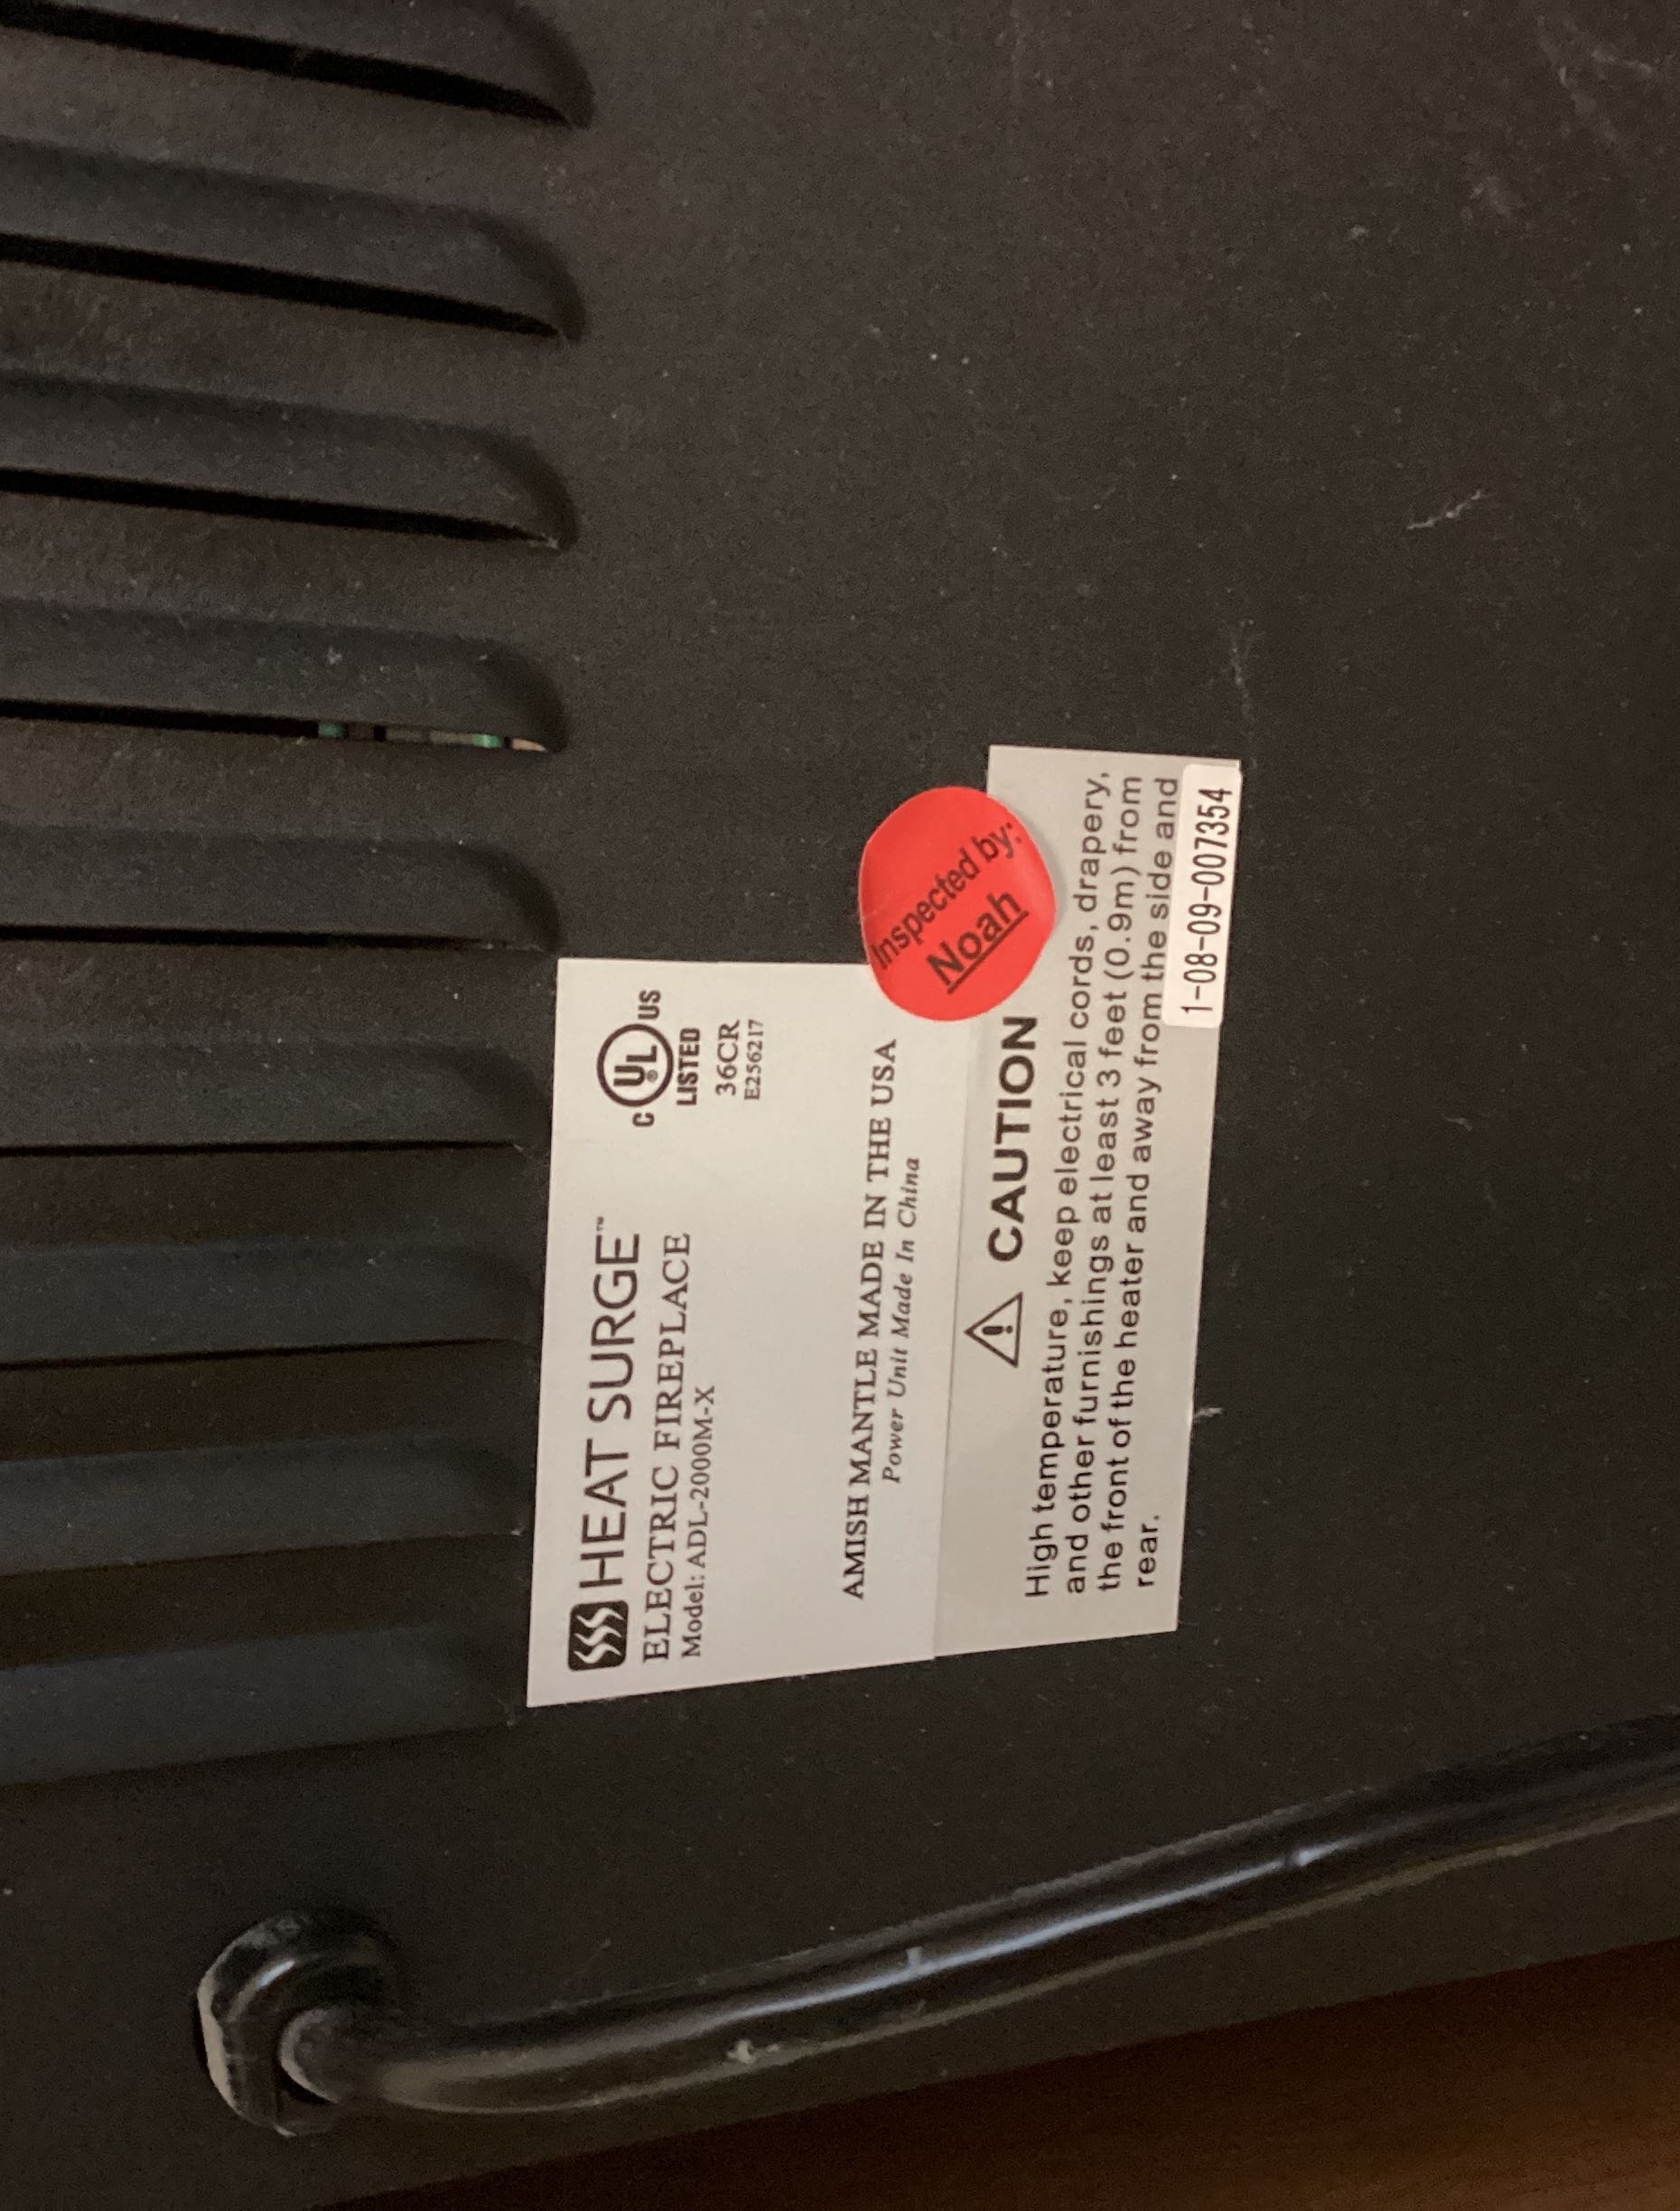 HEAT SURGE™
ELECTRIC FIREPLACE
Model: ADL-2000M-X
C UL® US
LISTED
36CR
E256217
AMISH MANTLE MADE IN THE USA
Power Unit Made In China
Inspected by:
Noah
⚠ CAUTION
High temperature, keep electrical cords, drapery,
and other furnishings at least 3 feet (0.9m) from
the front of the heater and away from the side and
rear.
1-08-09-007354